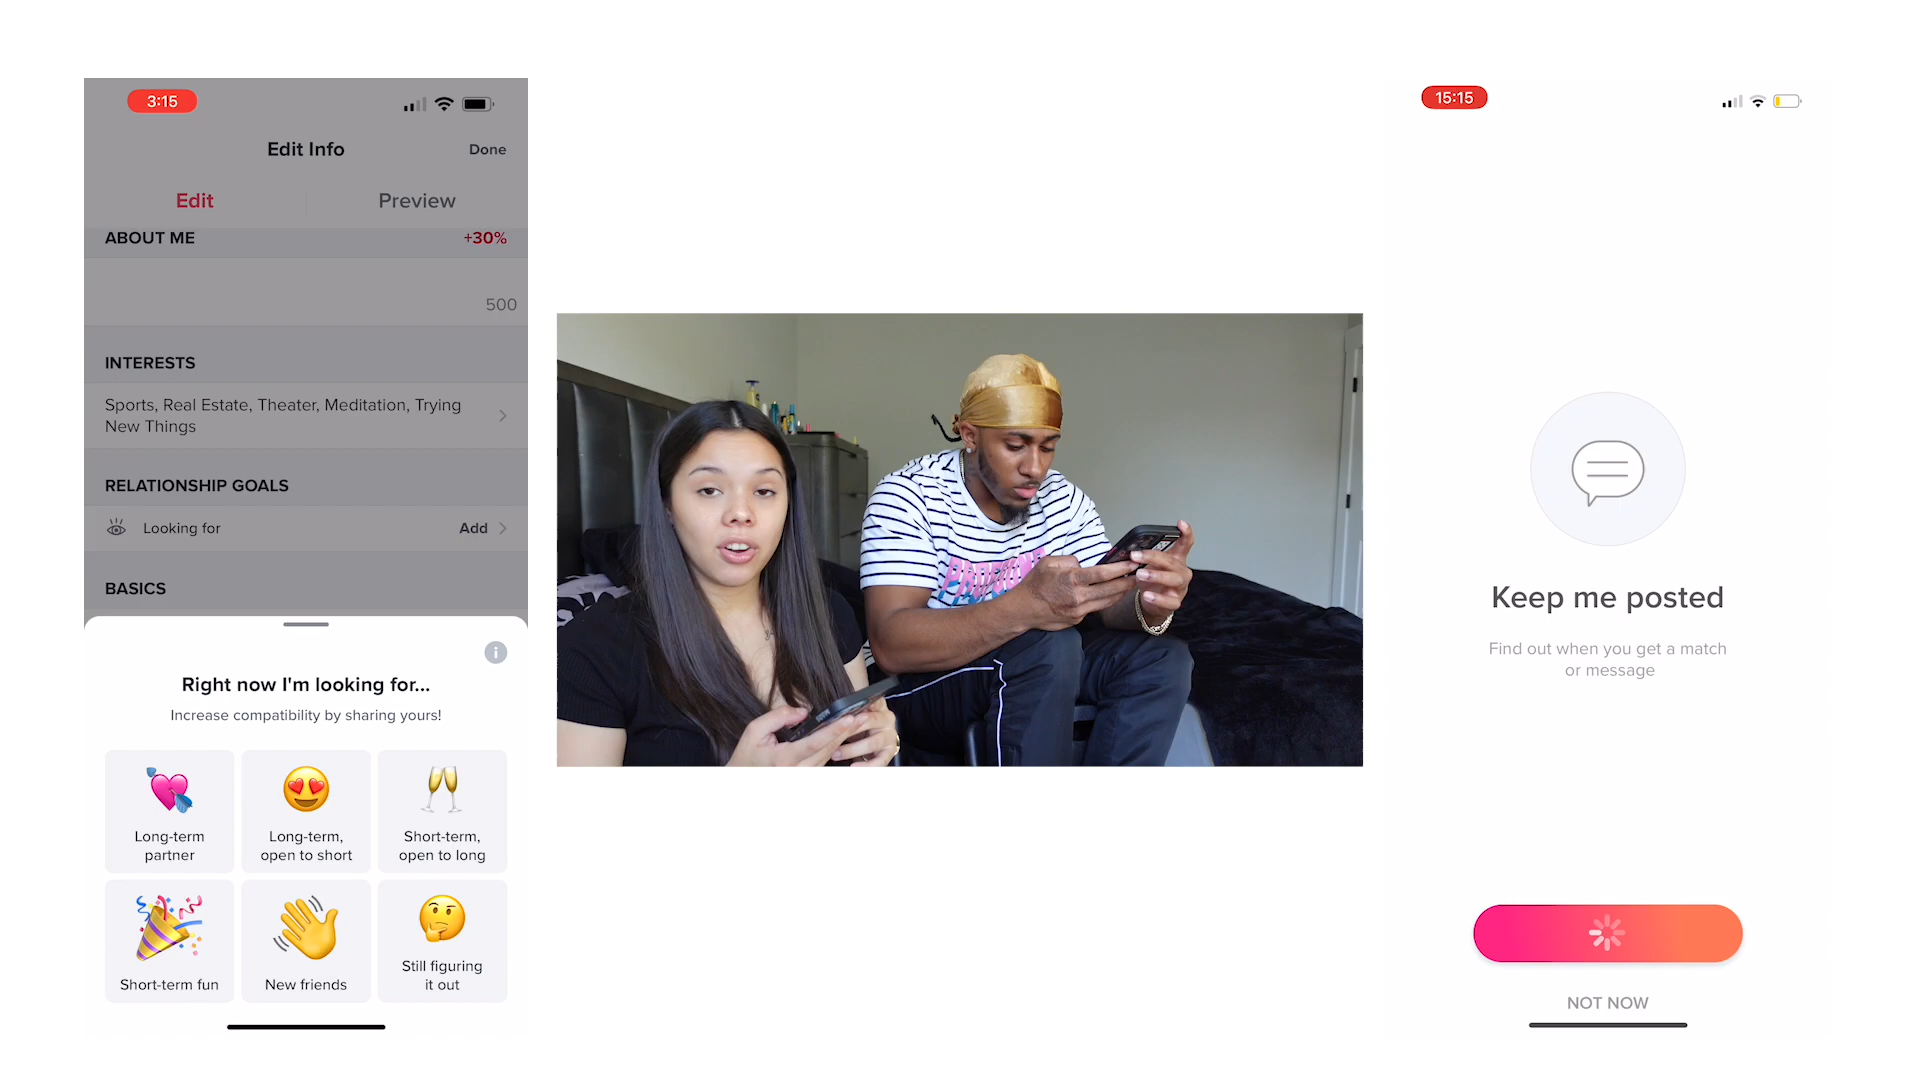 3:15
Edit Info
Done
Edit
Preview
ABOUT ME
+30%
500
INTERESTS
Sports, Real Estate, Theater, Meditation, Trying
New Things
RELATIONSHIP GOALS
Looking for
Add
BASICS
Right now I'm looking for...
Increase compatibility by sharing yours!
Long-term
partner
Long-term,
open to short
Short-term,
open to long
Short-term fun
New friends
Still figuring
it out
15:15
Keep me posted
Find out when you get a match
or message
NOT NOW